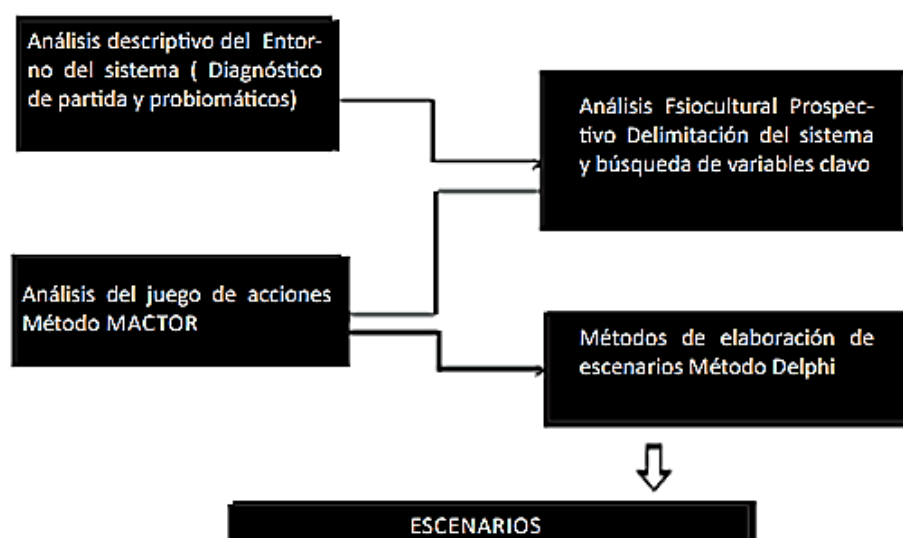 Análisis descriptivo del Entor-
no del sistema ( Diagnóstico
de partida y probiomáticos)
Análisis Fsiocultural Prospec-
tivo Delimitación del sistema
y búsqueda de variables clavo
Análisis del juego de acciones
Método MACTOR
Métodos de elaboración de
escenarios Método Delphi
ESCENARIOS